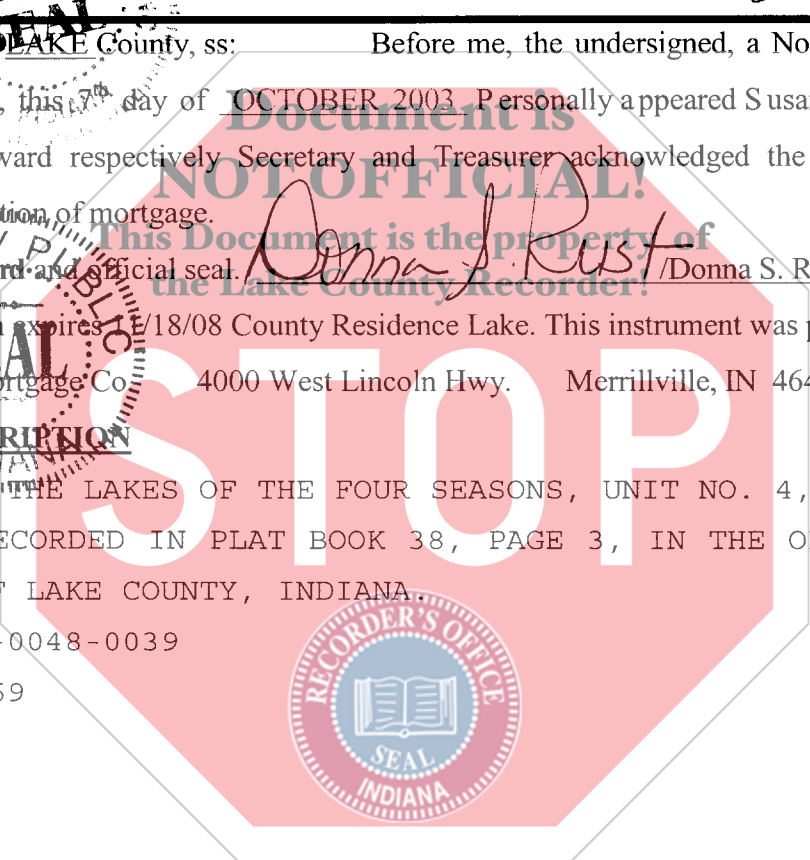 SEAL
LAKE County, ss: Before me, the undersigned, a No
, this 7th day of OCTOBER 2003 Personally appeared Susa
ward respectively Secretary and Treasurer acknowledged the
tion of mortgage.
rd and official seal. Donna S. Rust /Donna S. R
expires 11/18/08 County Residence Lake. This instrument was p
rtgage Co. 4000 West Lincoln Hwy. Merrillville, IN 464
RIPTION
THE LAKES OF THE FOUR SEASONS, UNIT NO. 4,
ECORDED IN PLAT BOOK 38, PAGE 3, IN THE O
LAKE COUNTY, INDIANA.
-0048-0039
59
Document is
NOT OFFICIAL!
This Document is the property of
the Lake County Recorder!
STOP
PUBLIC
AL
RECORDER'S OFFICE
SEAL
INDIANA